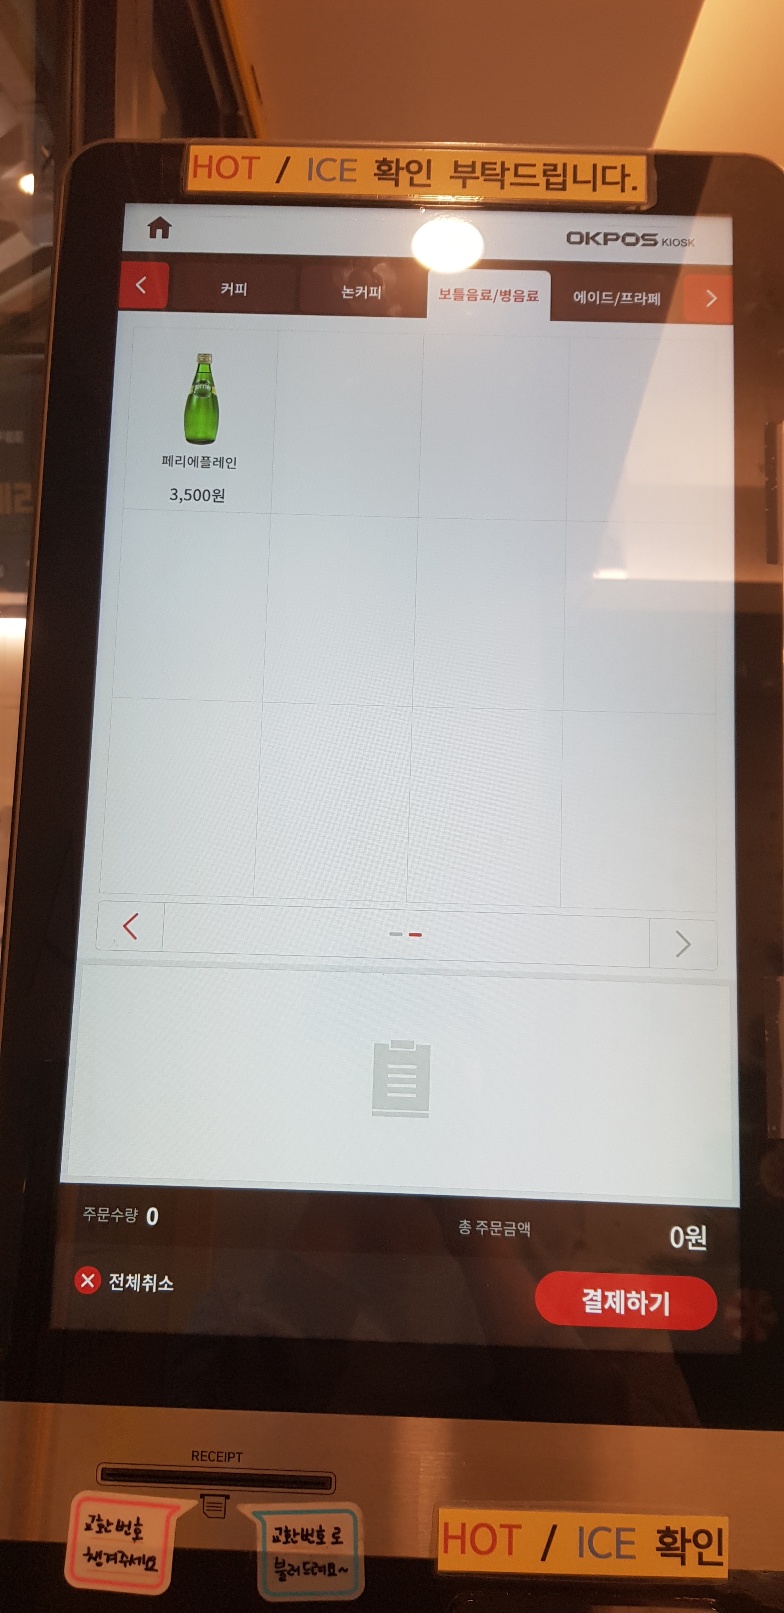 HOT / ICE 확인 부탁드립니다.
OKPOS KIOSK
커피
논커피
보틀음료/병음료
에이드/프라페
페리에플레인
3,500원
주문수량 0
총 주문금액
0원
전체취소
결제하기
RECEIPT
교환번호
챙겨주세요
교환번호로
불러드려요~
HOT / ICE 확인